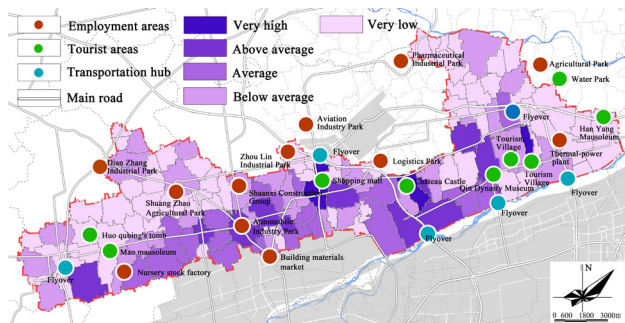 Employment areas
Very high
Very low
Tourist areas
Above average
Transportation hub
Average
Main road
Below average
Pharmaceutical
Industrial Park
Agricultural Park
Water Park
Aviation
Industry Park
Flyover
Han Yang
Mausoleum
Zhou Lin
Industrial Park
Flyover
Tourism
Village
Thermal-power
plant
Dian Zhang
Industrial Park
Logistics Park
Shopping mall
Chateau Castle
Tourism
Village
Qin Dynasty Museum
Flyover
Shaanxi Construction
Group
Shuang Zhao
Agricultural Park
Flyover
Automobile
Industry Park
Flyover
Huo qubing's tomb
Mao mausoleum
Building materials
market
Flyover
Nursery stock factory
N
0 600 1800 3000m